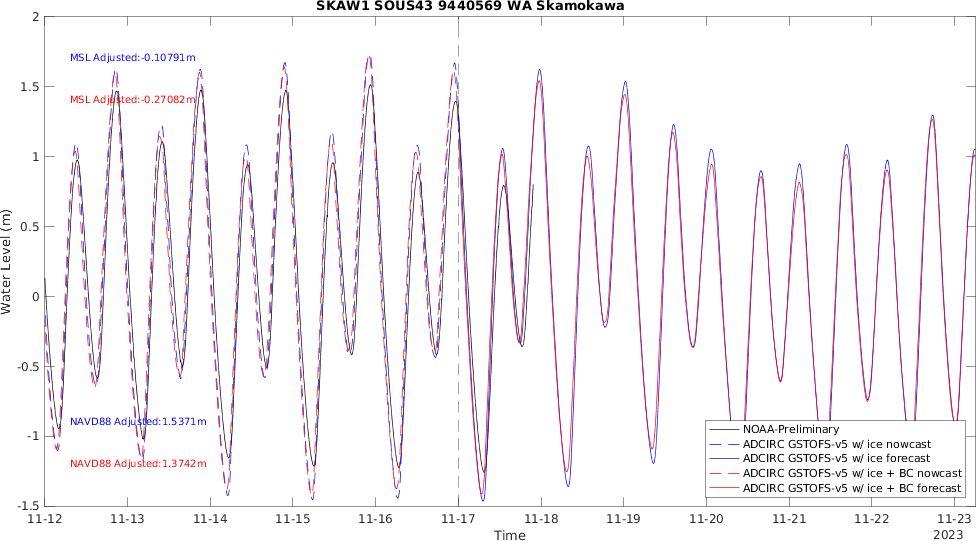 SKAW1 SOUS43 9440569 WA Skamokawa
2
1.5
1
0.5
0
-0.5
-1
-1.5
Water Level (m)
MSL Adjusted:-0.10791m
MSL Adjusted:-0.27082m
NAVD88 Adjusted:1.5371m
NAVD88 Adjusted:1.3742m
NOAA-Preliminary
ADCIRC GSTOFS-v5 w/ ice nowcast
ADCIRC GSTOFS-v5 w/ ice forecast
ADCIRC GSTOFS-v5 w/ ice + BC nowcast
ADCIRC GSTOFS-v5 w/ ice + BC forecast
11-12 11-13 11-14 11-15 11-16 11-17 11-18 11-19 11-20 11-21 11-22 11-23
Time
2023